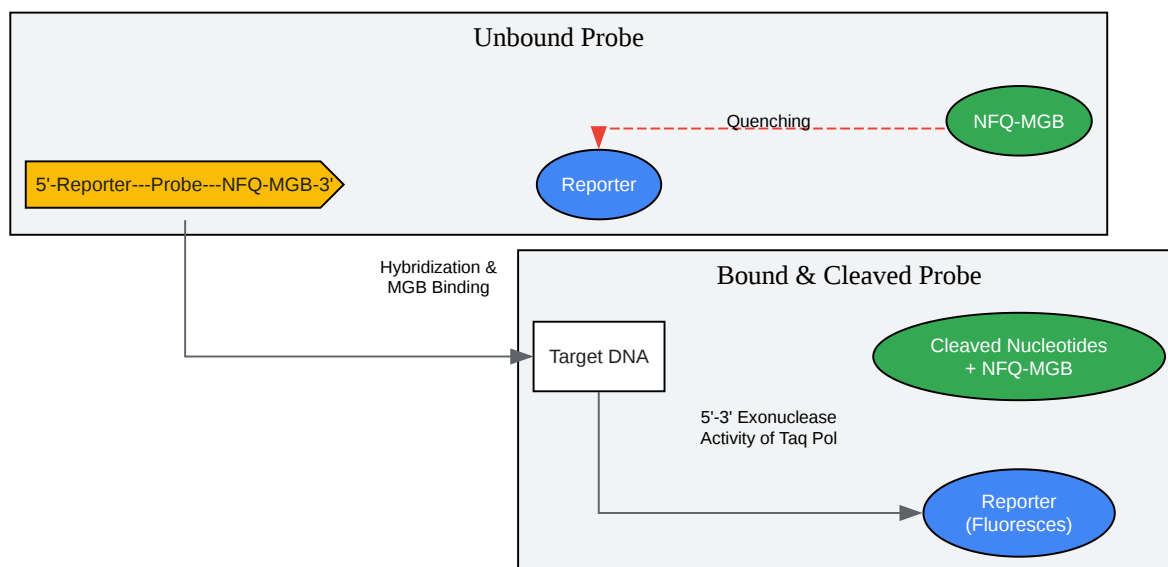 Unbound Probe
NFQ-MGB
Quenching
5'-Reporter---Probe---NFQ-MGB-3'
Reporter
Hybridization &
MGB Binding
Bound & Cleaved Probe
Target DNA
Cleaved Nucleotides
+ NFQ-MGB
5'-3' Exonuclease
Activity of Taq Pol
Reporter
(Fluoresces)